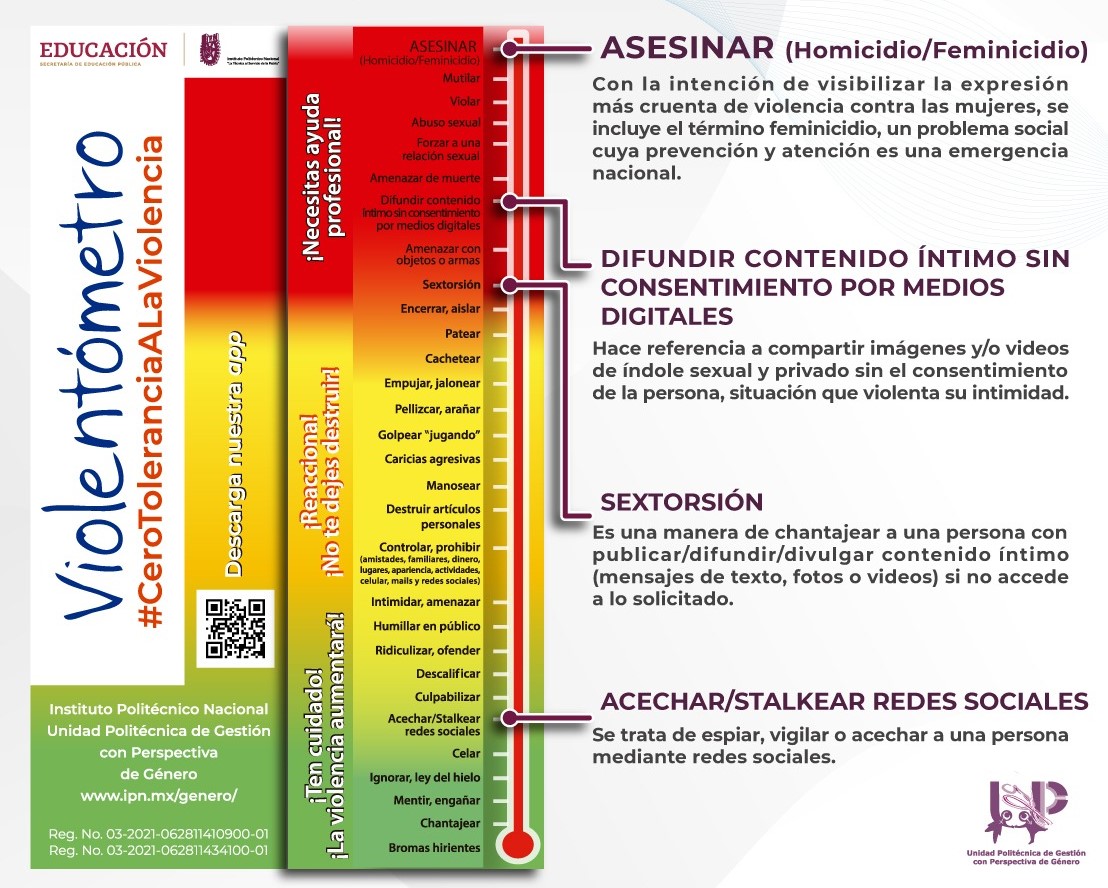 EDUCACIÓN
SECRETARÍA DE EDUCACIÓN PÚBLICA
Instituto Politécnico Nacional
"La Técnica al Servicio de la Patria"
Violentómetro
#CeroToleranciaALaViolencia
Descarga nuestra app
Instituto Politécnico Nacional
Unidad Politécnica de Gestión
con Perspectiva
de Género
www.ipn.mx/genero/
Reg. No. 03-2021-062811410900-01
Reg. No. 03-2021-062811434100-01
¡Necesitas ayuda
profesional!
¡Reacciona!
¡No te dejes destruir!
¡Ten cuidado!
¡La violencia aumentará!
ASESINAR
(Homicidio/Feminicidio)
Mutilar
Violar
Abuso sexual
Forzar a una
relación sexual
Amenazar de muerte
Difundir contenido
íntimo sin consentimiento
por medios digitales
Amenazar con
objetos o armas
Sextorsión
Encerrar, aislar
Patear
Cachetear
Empujar, jalonear
Pellizcar, arañar
Golpear "jugando"
Caricias agresivas
Manosear
Destruir artículos
personales
Controlar, prohibir
(amistades, familiares, dinero,
lugares, apariencia, actividades,
celular, mails y redes sociales)
Intimidar, amenazar
Humillar en público
Ridiculizar, ofender
Descalificar
Culpabilizar
Acechar/Stalkear
redes sociales
Celar
Ignorar, ley del hielo
Mentir, engañar
Chantajear
Bromas hirientes
ASESINAR (Homicidio/Feminicidio)
Con la intención de visibilizar la expresión
más cruenta de violencia contra las mujeres, se
incluye el término feminicidio, un problema social
cuya prevención y atención es una emergencia
nacional.
DIFUNDIR CONTENIDO ÍNTIMO SIN
CONSENTIMIENTO POR MEDIOS
DIGITALES
Hace referencia a compartir imágenes y/o videos
de índole sexual y privado sin el consentimiento
de la persona, situación que violenta su intimidad.
SEXTORSIÓN
Es una manera de chantajear a una persona con
publicar/difundir/divulgar contenido íntimo
(mensajes de texto, fotos o videos) si no accede
a lo solicitado.
ACECHAR/STALKEAR REDES SOCIALES
Se trata de espiar, vigilar o acechar a una persona
mediante redes sociales.
Unidad Politécnica de Gestión
con Perspectiva de Género